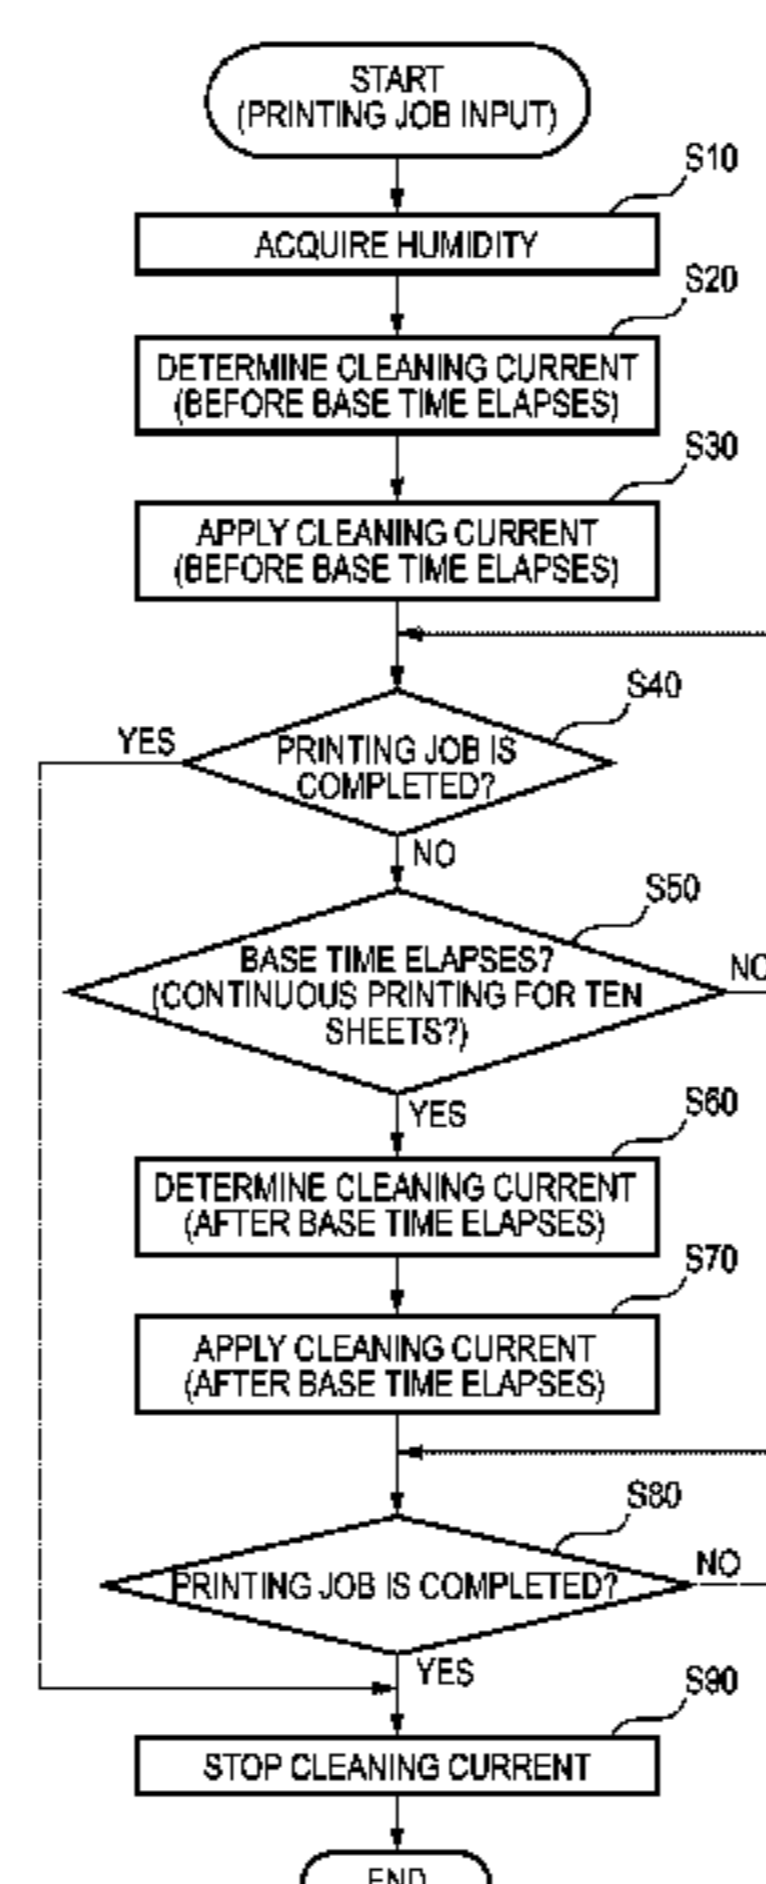 START
(PRINTING JOB INPUT)
S10
ACQUIRE HUMIDITY
S20
DETERMINE CLEANING CURRENT
(BEFORE BASE TIME ELAPSES)
S30
APPLY CLEANING CURRENT
(BEFORE BASE TIME ELAPSES)
S40
YES
PRINTING JOB IS
COMPLETED?
NO
S50
BASE TIME ELAPSES?
NO
(CONTINUOUS PRINTING FOR TEN
SHEETS?)
YES
S60
DETERMINE CLEANING CURRENT
(AFTER BASE TIME ELAPSES)
S70
APPLY CLEANING CURRENT
(AFTER BASE TIME ELAPSES)
S80
PRINTING JOB IS COMPLETED?
NO
YES
S90
STOP CLEANING CURRENT
END